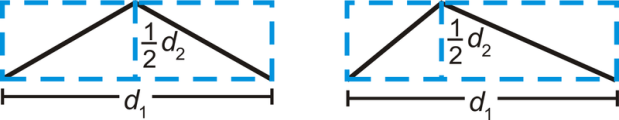 1/2 d₂
d₁
1/2 d₂
d₁